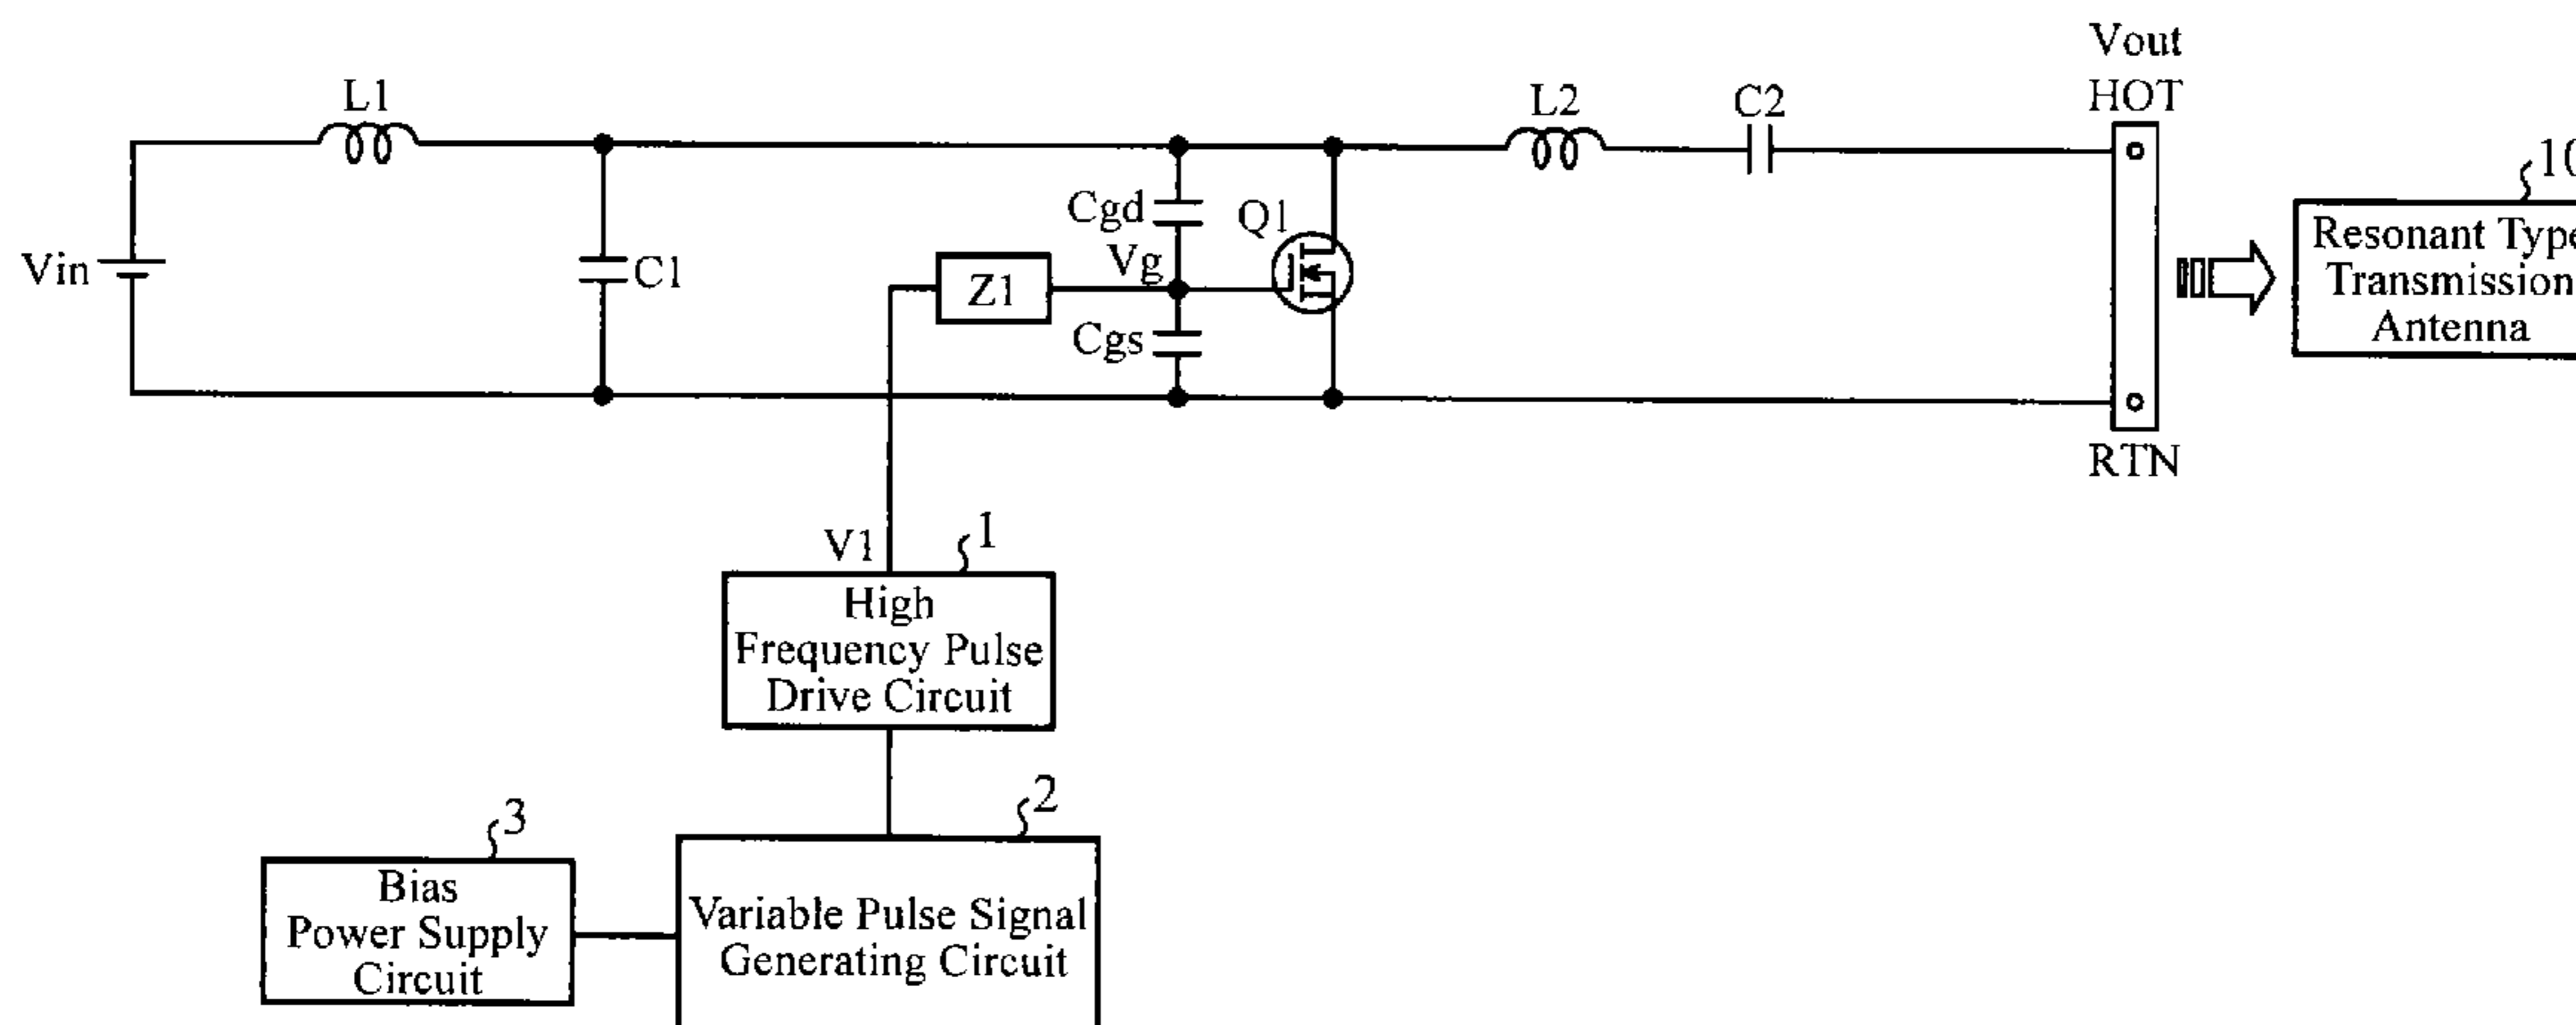 Vout
HOT
L1
L2
C2
10
Cgd
Q1
Resonant Type
Transmission
Antenna
Vin
C1
Z1
Vg
Cgs
RTN
V1
1
High
Frequency Pulse
Drive Circuit
2
3
Bias
Power Supply
Circuit
Variable Pulse Signal
Generating Circuit